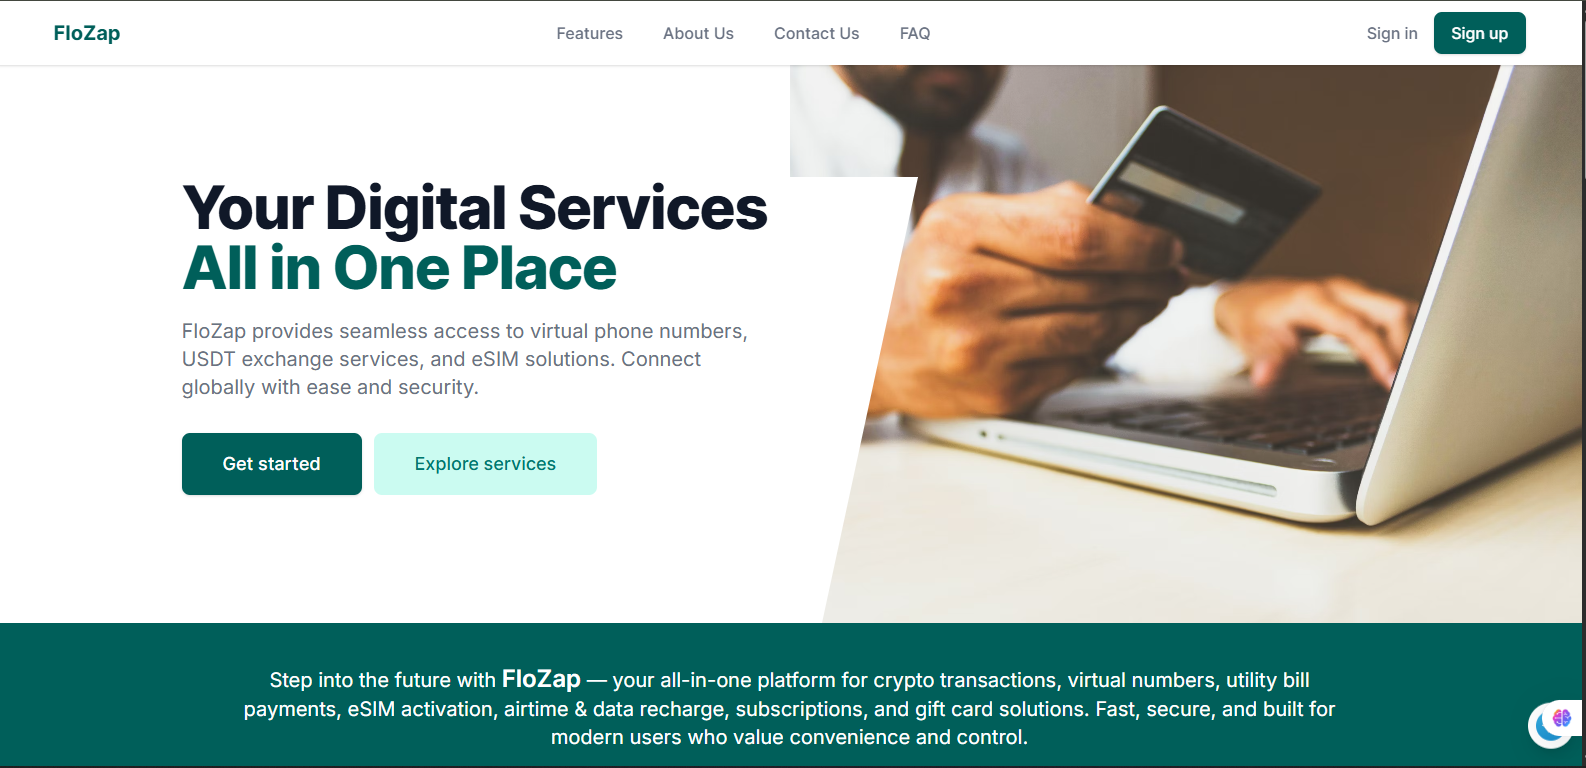 FloZap
Features
About Us
Contact Us
FAQ
Sign in
Sign up
Your Digital Services
All in One Place
FloZap provides seamless access to virtual phone numbers,
USDT exchange services, and eSIM solutions. Connect
globally with ease and security.
Get started
Explore services
Step into the future with FloZap — your all-in-one platform for crypto transactions, virtual numbers, utility bill
payments, eSIM activation, airtime & data recharge, subscriptions, and gift card solutions. Fast, secure, and built for
modern users who value convenience and control.